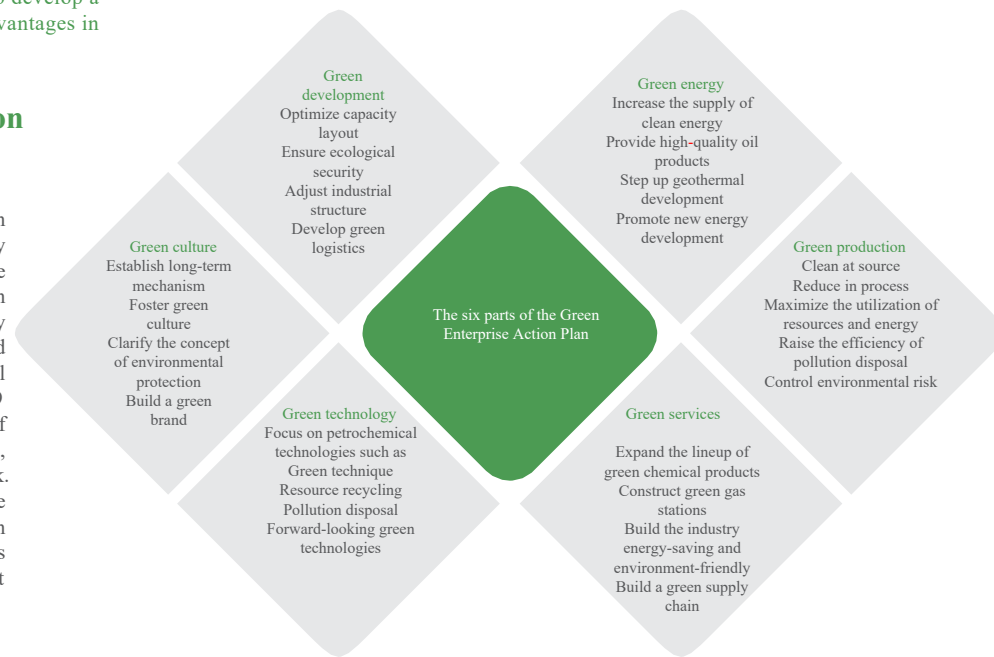 o develop a
vantages in
on
n
y
e
n
y
d
l
)
f
,
k.
e
n
s
t
Green
development
Optimize capacity
layout
Ensure ecological
security
Adjust industrial
structure
Develop green
logistics
Green energy
Increase the supply of
clean energy
Provide high-quality oil
products
Step up geothermal
development
Promote new energy
development
Green culture
Establish long-term
mechanism
Foster green
culture
Clarify the concept
of environmental
protection
Build a green
brand
The six parts of the Green
Enterprise Action Plan
Green production
Clean at source
Reduce in process
Maximize the utilization of
resources and energy
Raise the efficiency of
pollution disposal
Control environmental risk
Green technology
Focus on petrochemical
technologies such as
Green technique
Resource recycling
Pollution disposal
Forward-looking green
technologies
Green services
Expand the lineup of
green chemical products
Construct green gas
stations
Build the industry
energy-saving and
environment-friendly
Build a green supply
chain